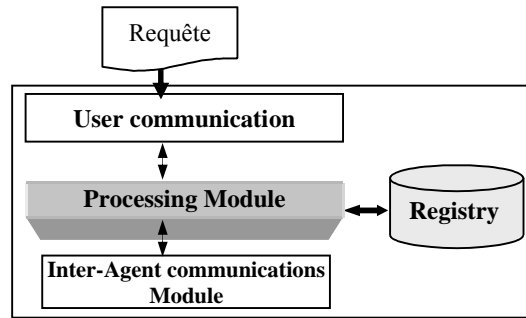 Requête
User communication
Processing Module
Registry
Inter-Agent communications
Module